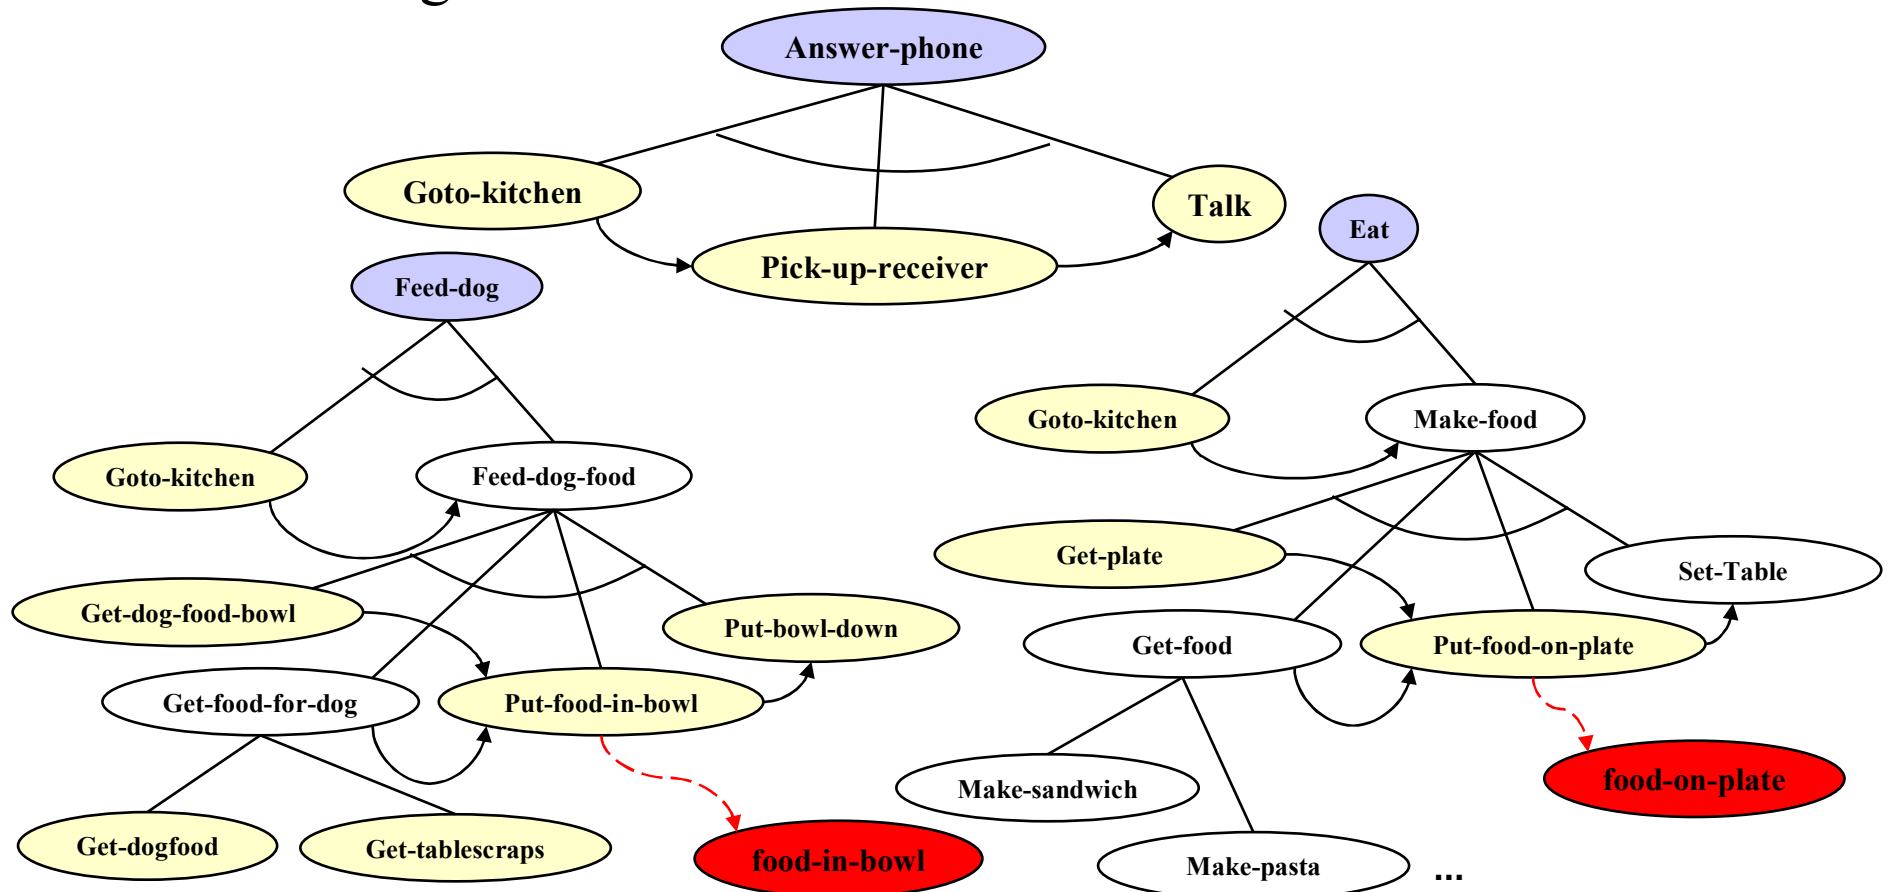 Answer-phone
Goto-kitchen
Talk
Pick-up-receiver
Eat
Feed-dog
Goto-kitchen
Make-food
Goto-kitchen
Feed-dog-food
Get-plate
Set-Table
Get-dog-food-bowl
Put-bowl-down
Get-food
Put-food-on-plate
Get-food-for-dog
Put-food-in-bowl
food-on-plate
Make-sandwich
Get-dogfood
Get-tablescraps
food-in-bowl
Make-pasta
...